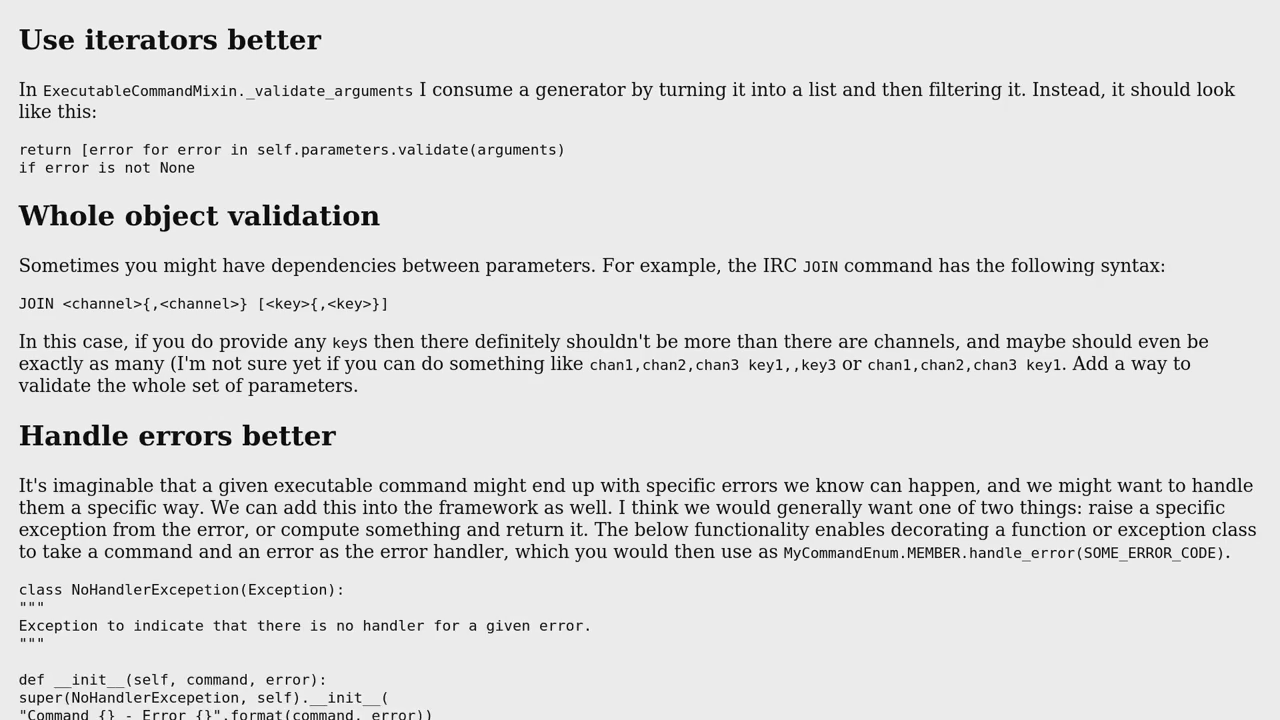 Use iterators better
In ExecutableCommandMixin._validate_arguments I consume a generator by turning it into a list and then filtering it. Instead, it should look
like this:
return [error for error in self.parameters.validate(arguments)
if error is not None
Whole object validation
Sometimes you might have dependencies between parameters. For example, the IRC JOIN command has the following syntax:
JOIN <channel>{,<channel>} [<key>{,<key>}]
In this case, if you do provide any keys then there definitely shouldn't be more than there are channels, and maybe should even be
exactly as many (I'm not sure yet if you can do something like chan1,chan2,chan3 key1,,key3 or chan1,chan2,chan3 key1. Add a way to
validate the whole set of parameters.
Handle errors better
It's imaginable that a given executable command might end up with specific errors we know can happen, and we might want to handle
them a specific way. We can add this into the framework as well. I think we would generally want one of two things: raise a specific
exception from the error, or compute something and return it. The below functionality enables decorating a function or exception class
to take a command and an error as the error handler, which you would then use as MyCommandEnum.MEMBER.handle_error(SOME_ERROR_CODE).
class NoHandlerExcepetion(Exception):
"""
Exception to indicate that there is no handler for a given error.
"""
def __init__(self, command, error):
super(NoHandlerExcepetion, self).__init__(
"Command {} - Error {}".format(command, error))